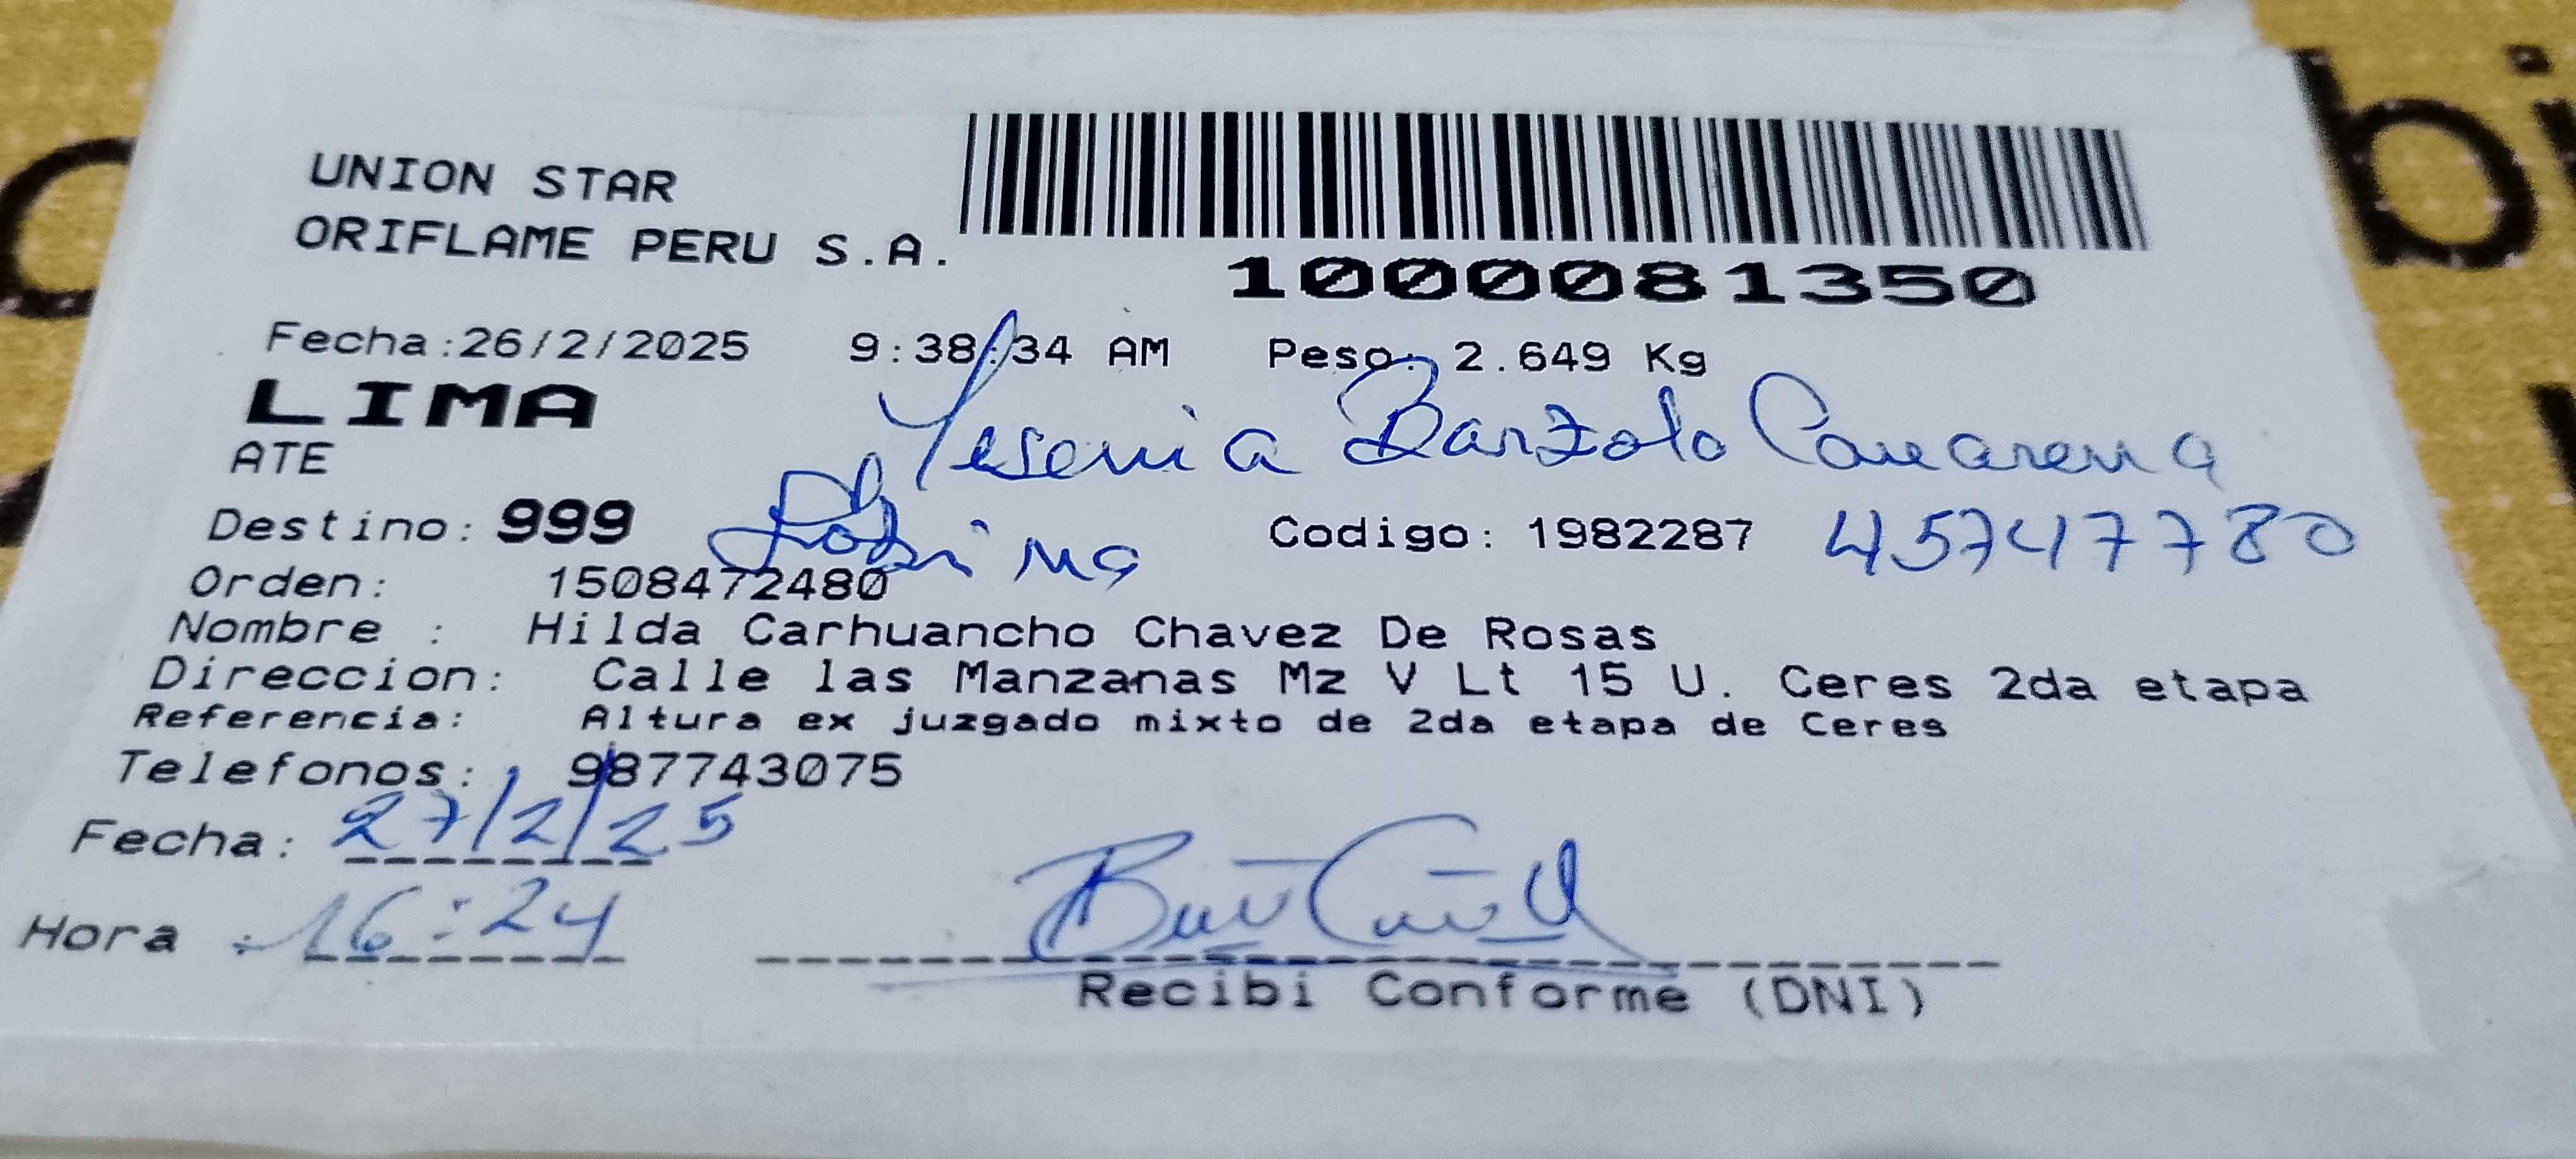 UNION STAR
ORIFLAME PERU S.A.
1000081350
Fecha:26/2/2025 9:38:34 AM Peso: 2.649 Kg
LIMA
Yesenia Barzola
ATE
Destino: 999
Codigo: 1982287 45747780
Orden: 1508472480
Nombre : Hilda Carhuancho Chavez De Rosas
Direccion: Calle las Manzanas Mz V Lt 15 U. Ceres 2da etapa
Referencia: Altura ex juzgado mixto de 2da etapa de Ceres
Telefonos: 987743075
Fecha: 27/2/25
Hora : 16:24
Recibi Conforme (DNI)